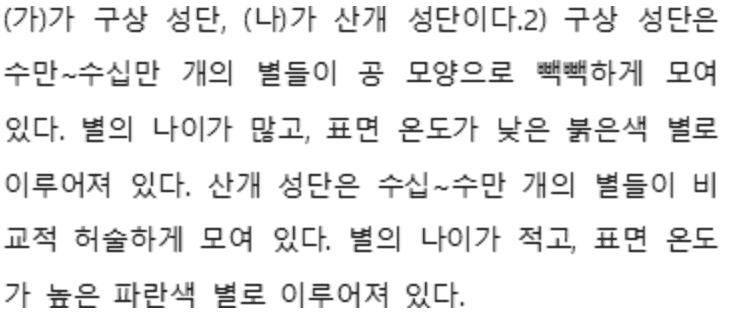 (가)가 구상 성단, (나)가 산개 성단이다.2) 구상 성단은
수만~수십만 개의 별들이 공 모양으로 빽빽하게 모여
있다. 별의 나이가 많고, 표면 온도가 낮은 붉은색 별로
이루어져 있다. 산개 성단은 수십~수만 개의 별들이 비
교적 허술하게 모여 있다. 별의 나이가 적고, 표면 온도
가 높은 파란색 별로 이루어져 있다.